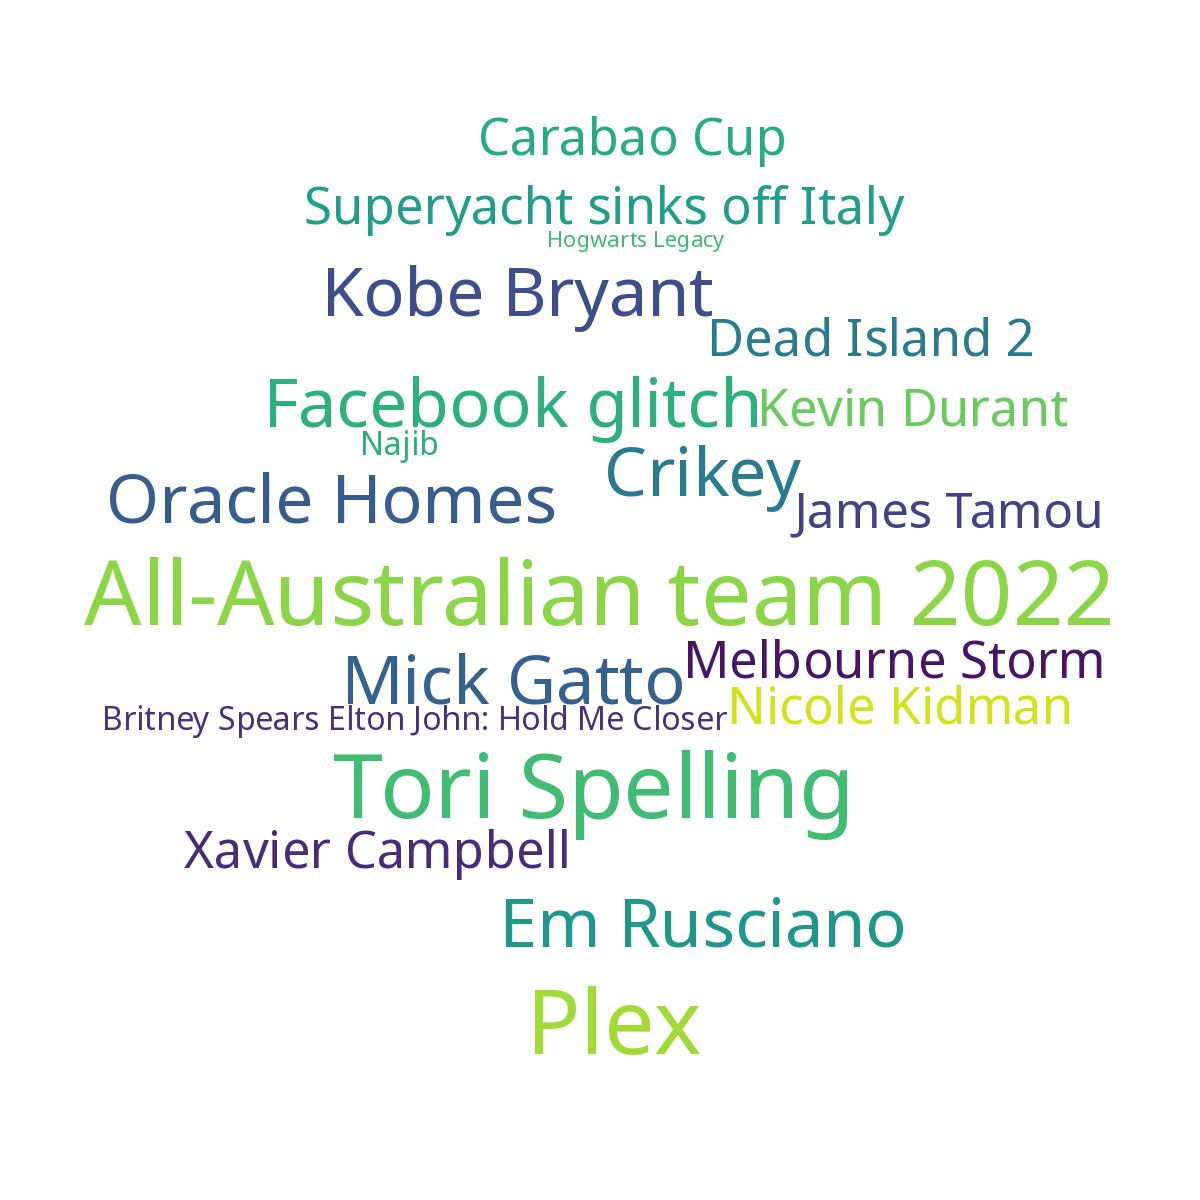 Carabao Cup
Superyacht sinks off Italy
Hogwarts Legacy
Kobe Bryant
Dead Island 2
Facebook glitch
Kevin Durant
Najib
Crikey
Oracle Homes
James Tamou
All-Australian team 2022
Melbourne Storm
Mick Gatto
Nicole Kidman
Britney Spears Elton John: Hold Me Closer
Tori Spelling
Xavier Campbell
Em Rusciano
Plex